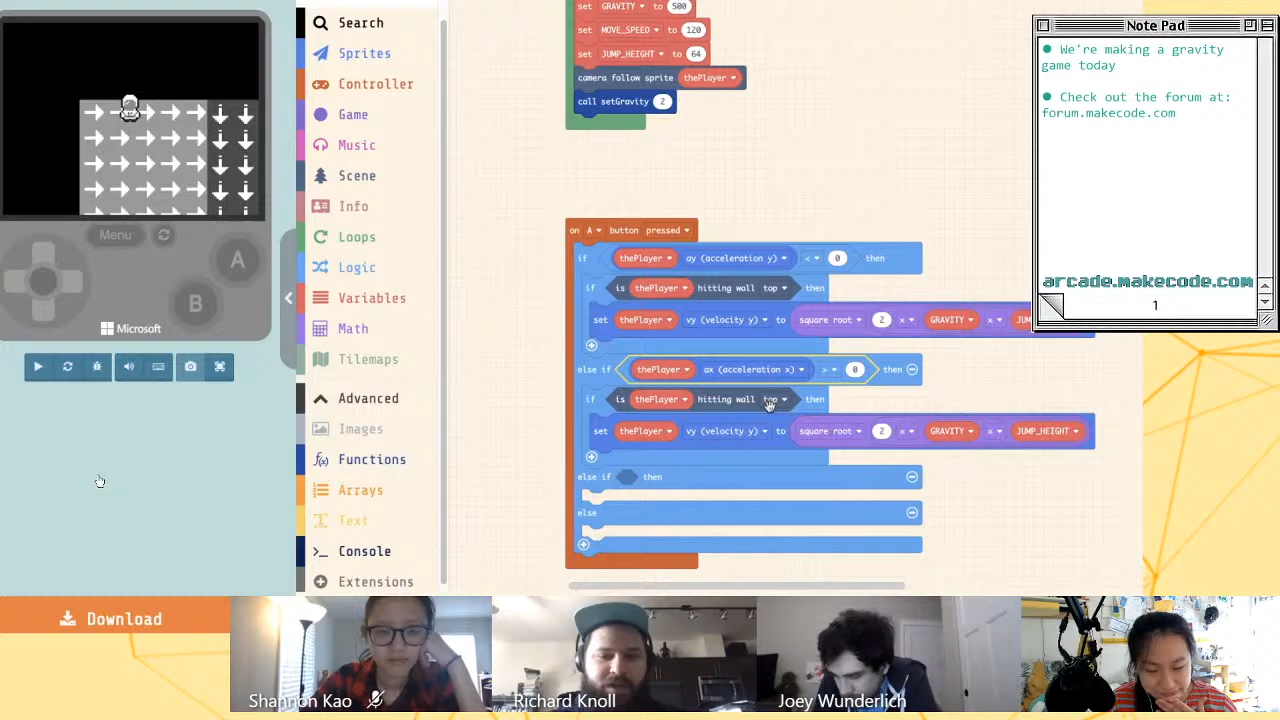 Menu
A
B
Microsoft
Download
Search
Sprites
Controller
Game
Music
Scene
Info
Loops
Logic
Variables
Math
Tilemaps
Advanced
Images
Functions
Arrays
Text
Console
Extensions
set GRAVITY to 500
set MOVE_SPEED to 120
set JUMP_HEIGHT to 64
camera follow sprite thePlayer
call setGravity 2
on A button pressed
if thePlayer ay (acceleration y) < 0 then
if is thePlayer hitting wall top then
set thePlayer vy (velocity y) to square root 2 × GRAVITY × JUM
else if thePlayer ax (acceleration x) > 0 then
if is thePlayer hitting wall top then
set thePlayer vy (velocity y) to square root 2 × GRAVITY × JUMP_HEIGHT
else if then
else
Note Pad
• We're making a gravity
game today
• Check out the forum at:
forum.makecode.com
arcade.makecode.com
1
Shannon Kao
Richard Knoll
Joey Wunderlich